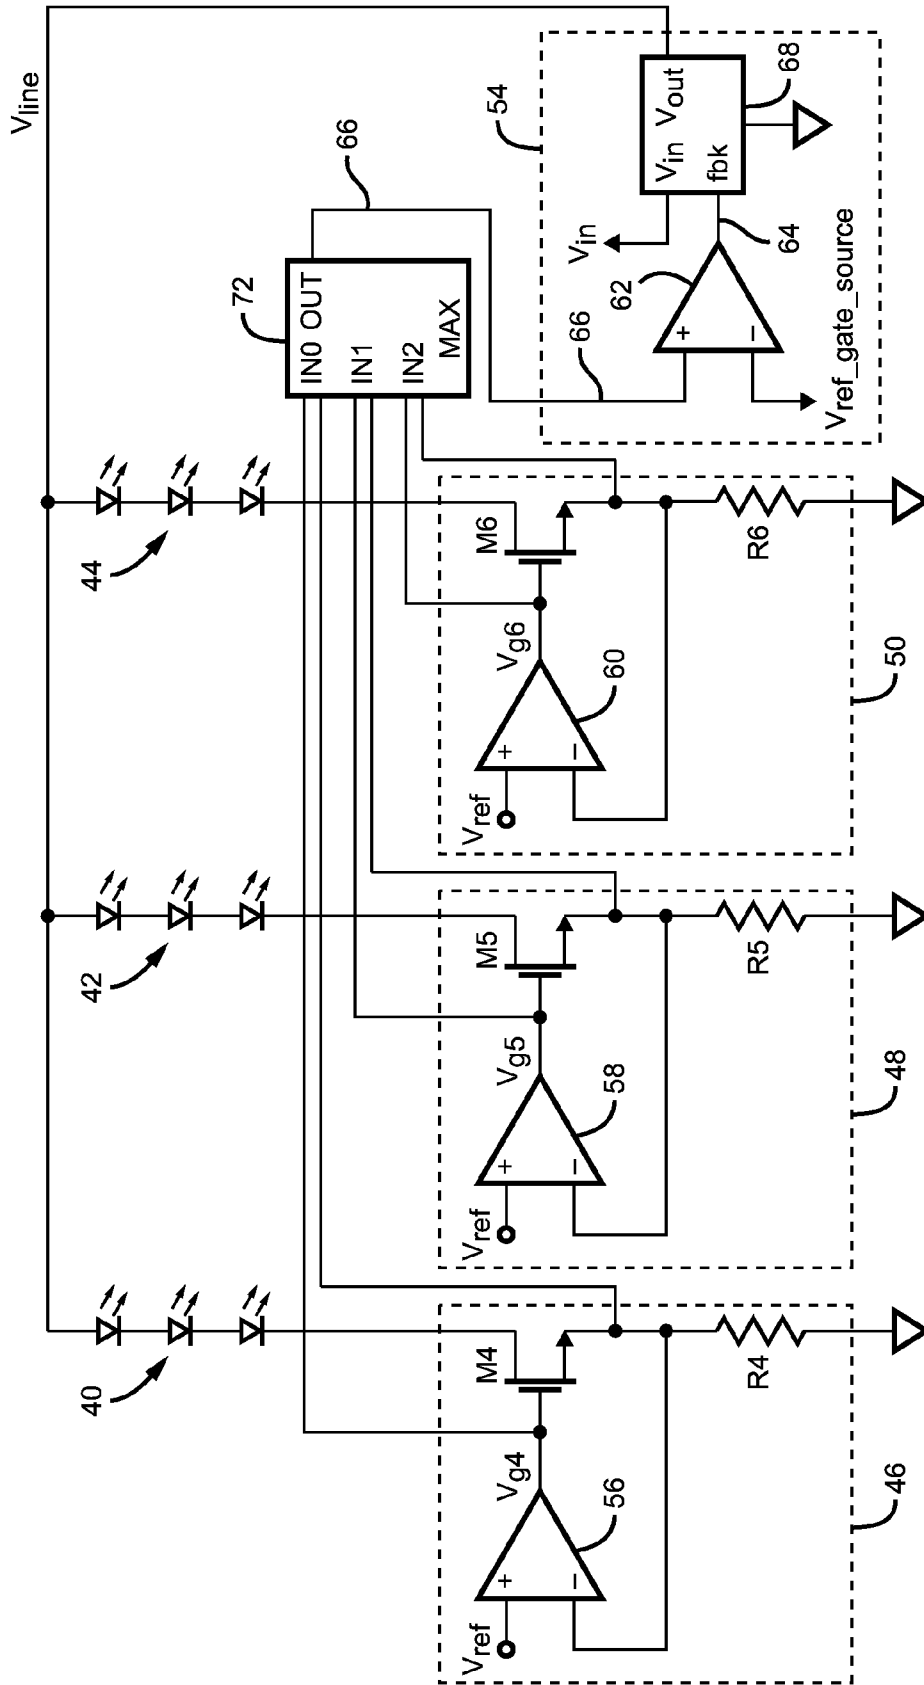 Vline
40
42
44
66
72
IN0 OUT
IN1
IN2
MAX
54
Vin Vout
fbk
68
Vin
64
62
+
−
66
Vref_gate_source
Vref
+
−
Vg4
56
M4
R4
46
Vref
+
−
Vg5
58
M5
R5
48
Vref
+
−
Vg6
60
M6
R6
50